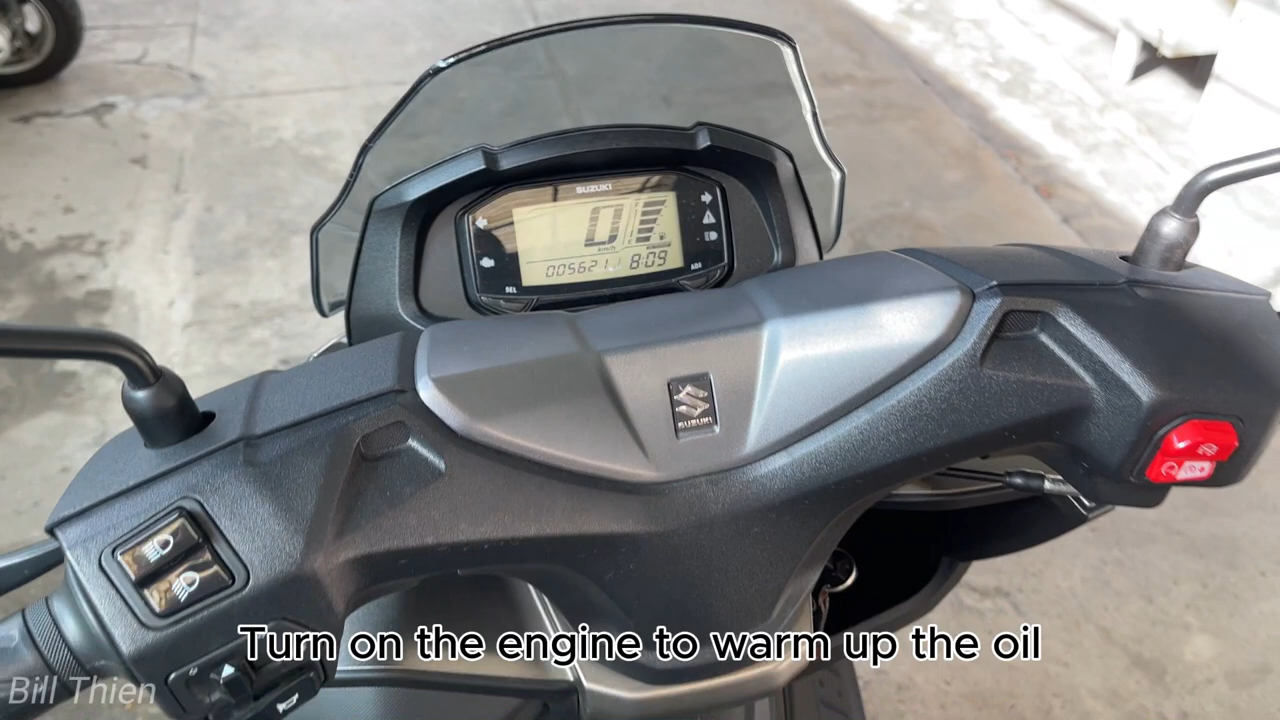 SUZUKI
0
km/h
E
005621
8:09
SEL
ADJ
SUZUKI
Turn on the engine to warm up the oil
Bill Thien